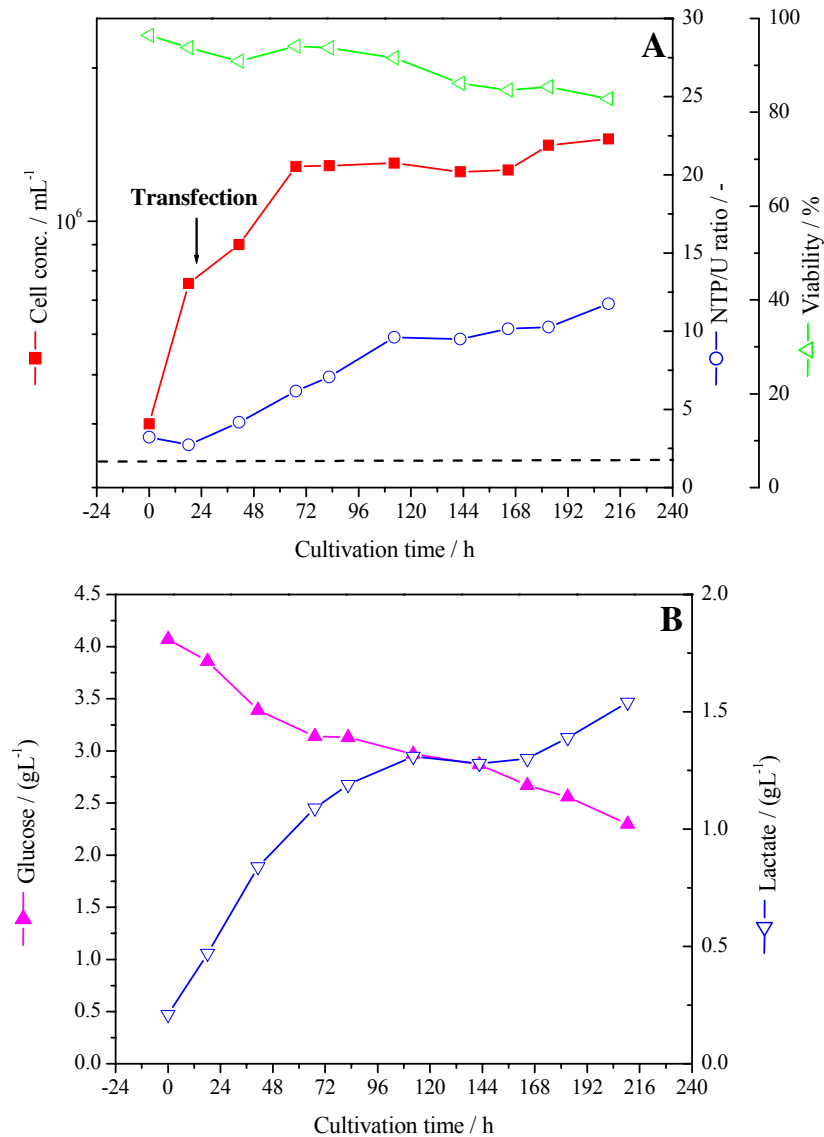 A
Transfection
10⁶
Cell conc. / mL⁻¹
30
25
20
15
10
5
0
NTP/U ratio / -
100
80
60
40
20
0
Viability / %
-24 0 24 48 72 96 120 144 168 192 216 240
Cultivation time / h
B
4.5
4.0
3.5
3.0
2.5
2.0
1.5
1.0
0.5
0.0
Glucose / (gL⁻¹)
2.0
1.5
1.0
0.5
0.0
Lactate / (gL⁻¹)
-24 0 24 48 72 96 120 144 168 192 216 240
Cultivation time / h